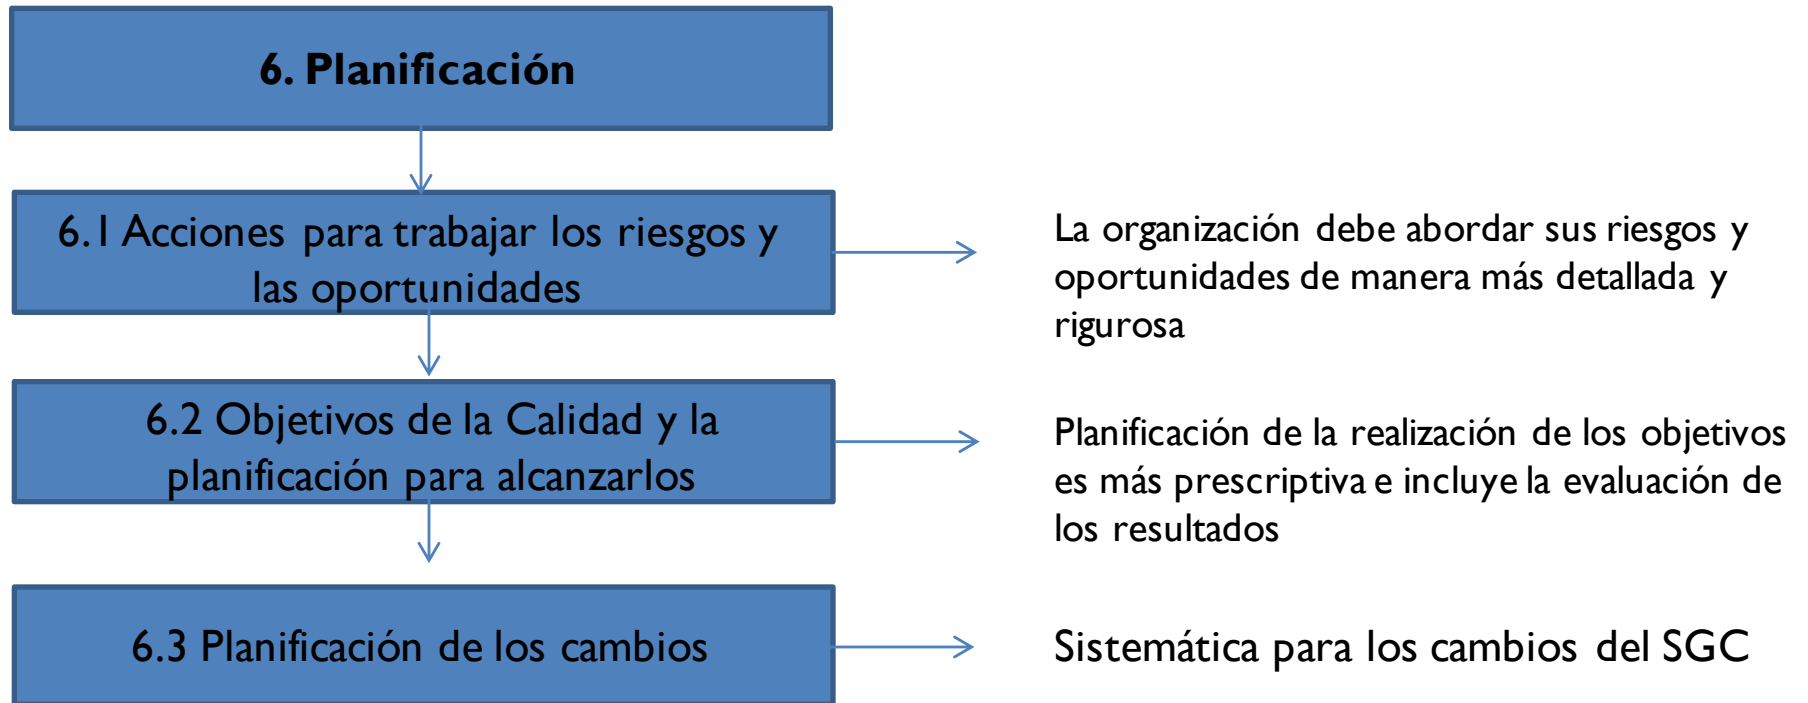 6. Planificación
6.1 Acciones para trabajar los riesgos y
las oportunidades
La organización debe abordar sus riesgos y
oportunidades de manera más detallada y
rigurosa
6.2 Objetivos de la Calidad y la
planificación para alcanzarlos
Planificación de la realización de los objetivos
es más prescriptiva e incluye la evaluación de
los resultados
6.3 Planificación de los cambios
Sistemática para los cambios del SGC